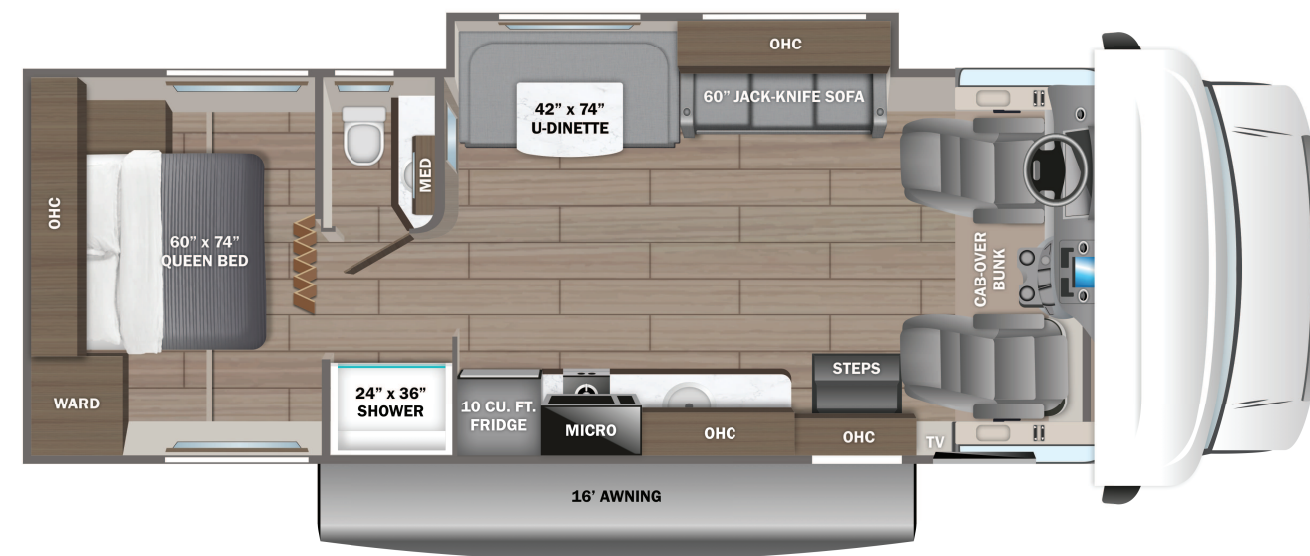 OHC
42” x 74”
U-DINETTE
60” JACK-KNIFE SOFA
MED
OHC
60” x 74”
QUEEN BED
CAB-OVER
BUNK
WARD
24” x 36”
SHOWER
10 CU. FT.
FRIDGE
MICRO
OHC
STEPS
OHC
TV
16’ AWNING